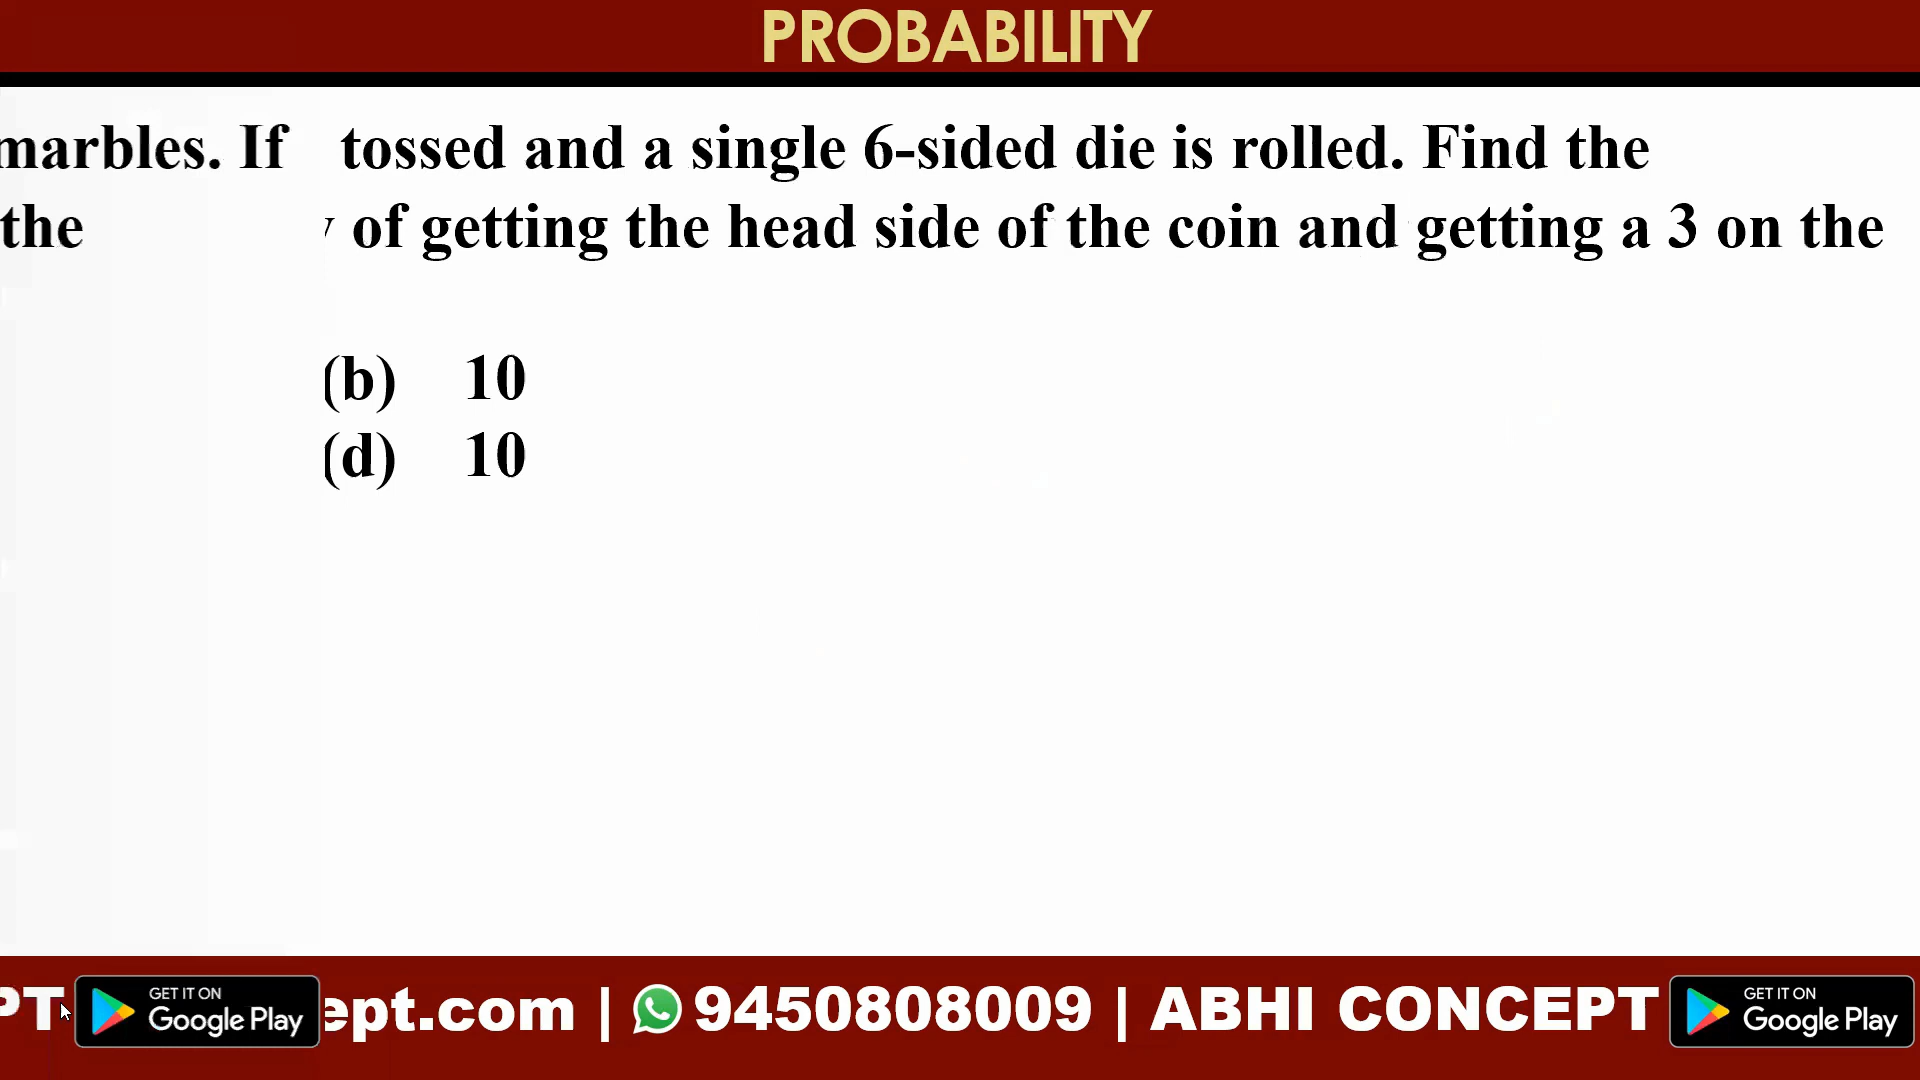 PROBABILITY
marbles. If tossed and a single 6-sided die is rolled. Find the
the of getting the head side of the coin and getting a 3 on the
(b) 10
(d) 10
PT GET IT ON Google Play ept.com | 9450808009 | ABHI CONCEPT GET IT ON Google Play